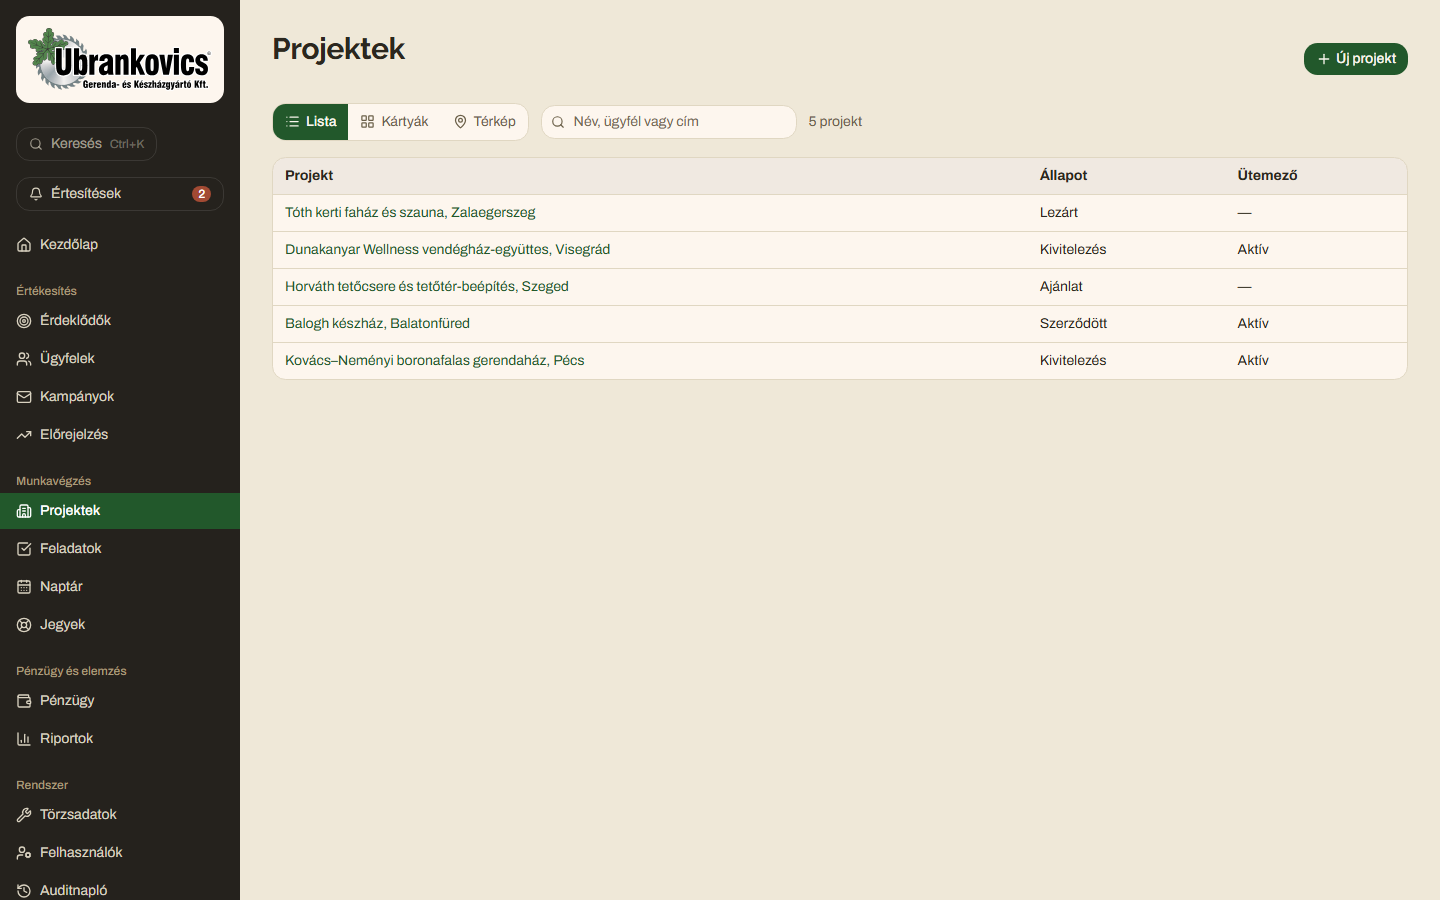 Ubrankovics®
Gerenda- és Készházgyártó Kft.
Keresés Ctrl+K
Értesítések 2
Kezdőlap
Értékesítés
Érdeklődők
Ügyfelek
Kampányok
Előrejelzés
Munkavégzés
Projektek
Feladatok
Naptár
Jegyek
Pénzügy és elemzés
Pénzügy
Riportok
Rendszer
Törzsadatok
Felhasználók
Auditnapló
Projektek
Új projekt
Lista Kártyák Térkép Név, ügyfél vagy cím 5 projekt
Projekt Állapot Ütemező
Tóth kerti faház és szauna, Zalaegerszeg Lezárt —
Dunakanyar Wellness vendégház-együttes, Visegrád Kivitelezés Aktív
Horváth tetőcsere és tetőtér-beépítés, Szeged Ajánlat —
Balogh készház, Balatonfüred Szerződött Aktív
Kovács–Neményi boronafalas gerendaház, Pécs Kivitelezés Aktív